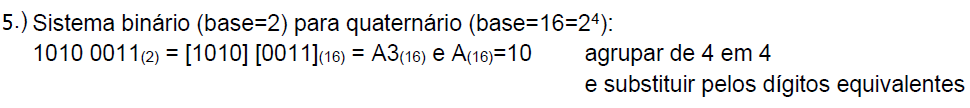 5.) Sistema binário (base=2) para quaternário (base=16=2⁴):
1010 0011(2) = [1010] [0011](16) = A3(16) e A(16)=10 agrupar de 4 em 4
e substituir pelos dígitos equivalentes